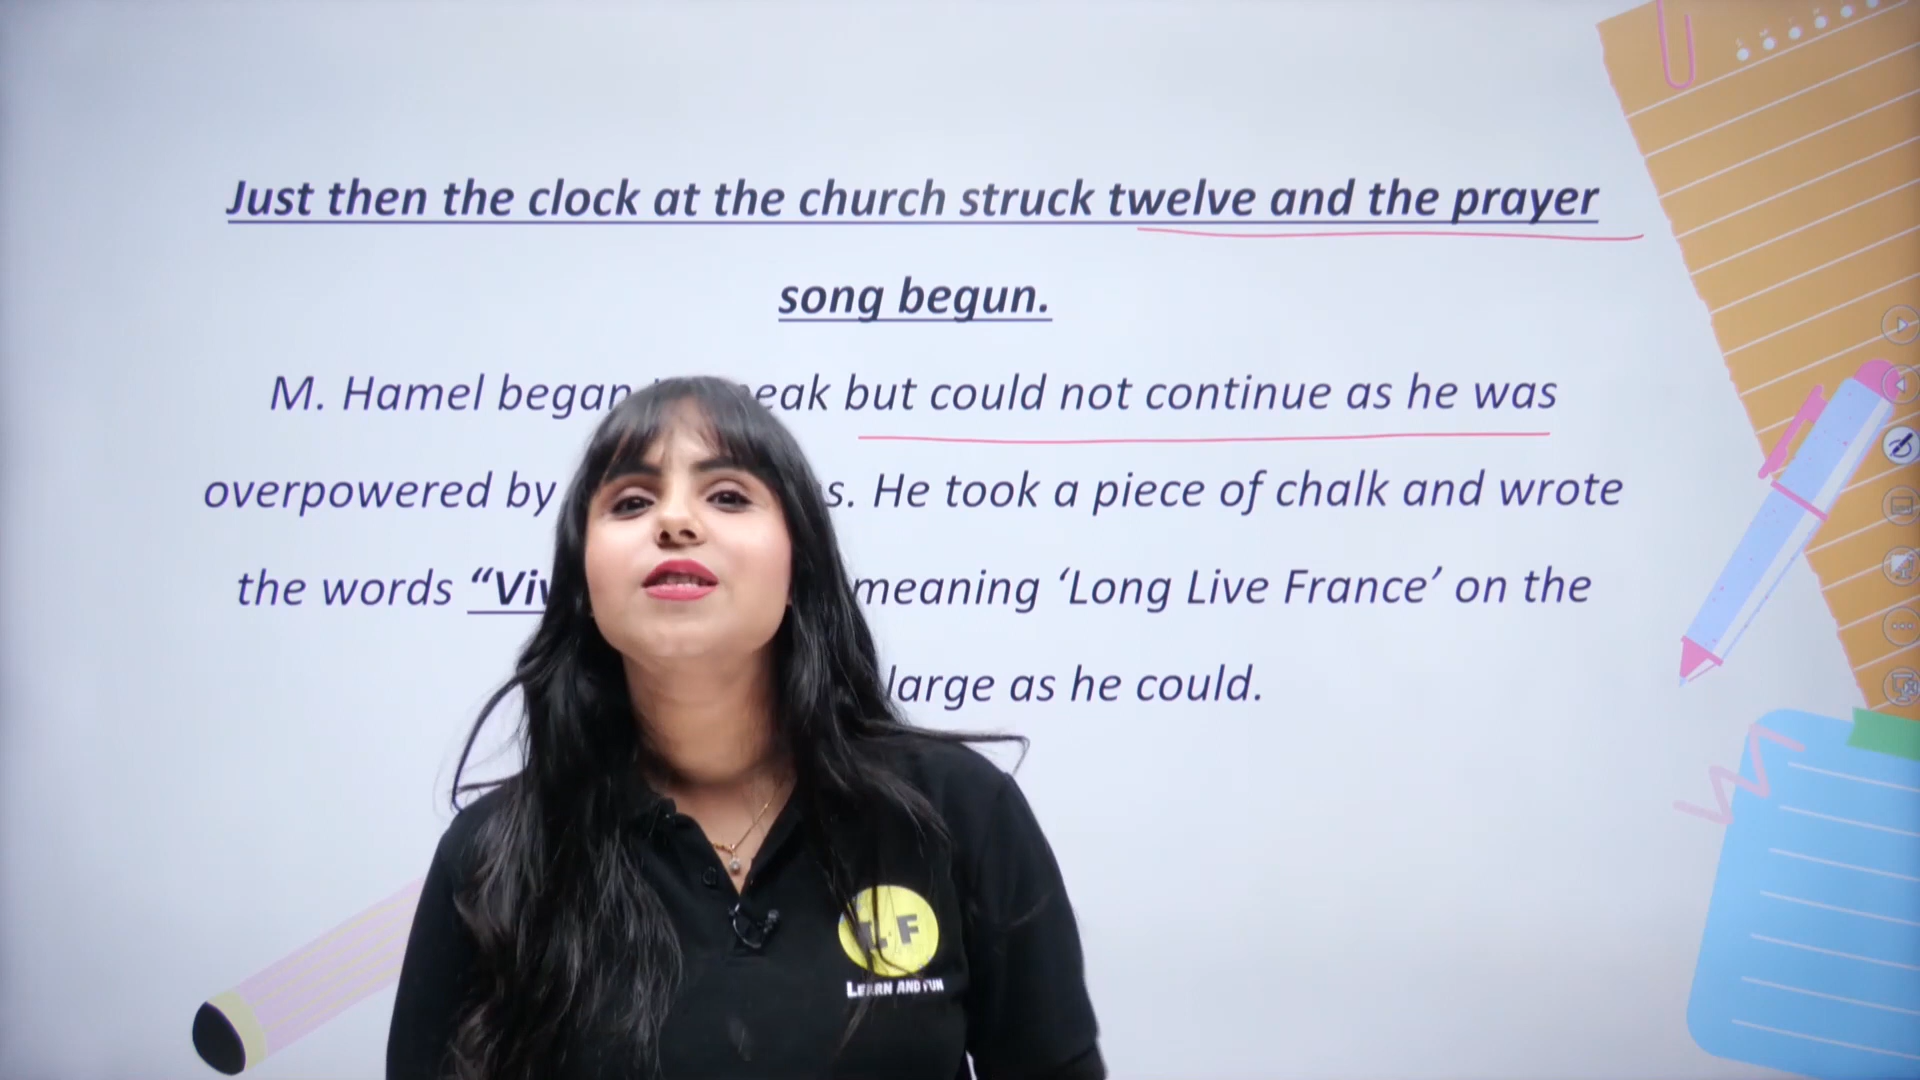 Just then the clock at the church struck twelve and the prayer
song begun.
M. Hamel began but could not continue as he was
overpowered by He took a piece of chalk and wrote
the words meaning ‘Long Live France’ on the
large as he could.
LF
LEARN AND FUN